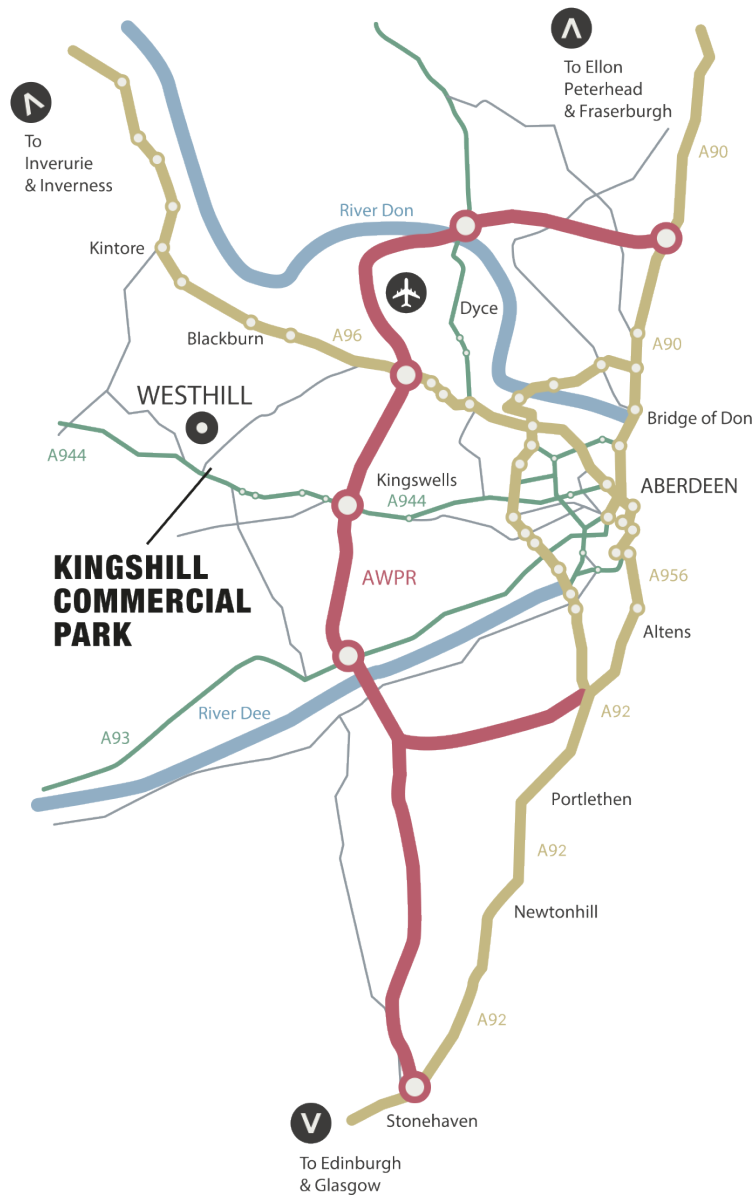 To Ellon
Peterhead
& Fraserburgh
To
Inverurie
& Inverness
A90
River Don
Kintore
Dyce
Blackburn
A96
A90
WESTHILL
Bridge of Don
A944
Kingswells
A944
ABERDEEN
KINGSHILL
COMMERCIAL
PARK
AWPR
A956
Altens
River Dee
A92
A93
Portlethen
A92
Newtonhill
A92
Stonehaven
To Edinburgh
& Glasgow